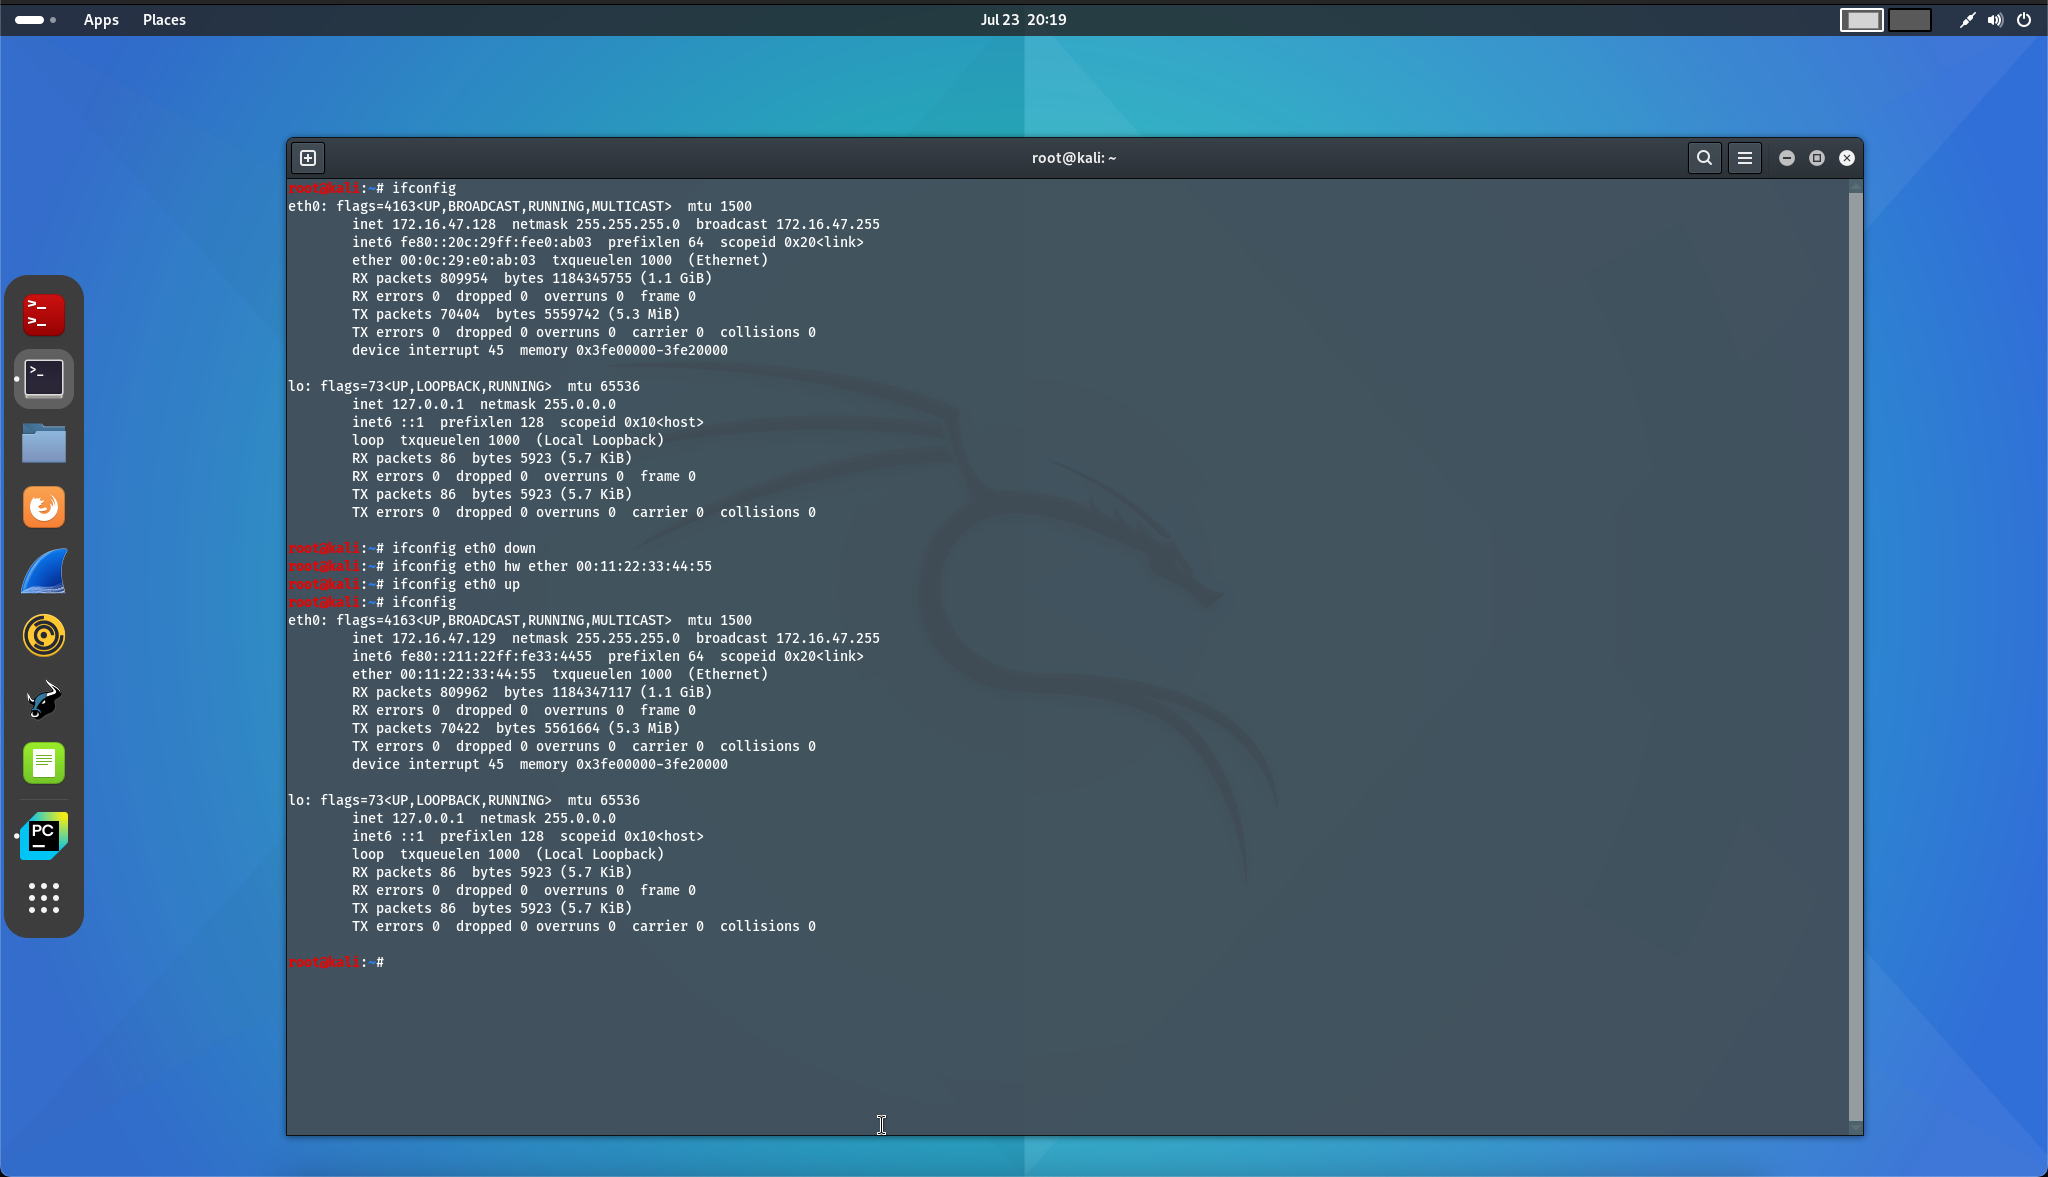 Apps Places Jul 23 20:19
root@kali: ~
root@kali:~# ifconfig
eth0: flags=4163<UP,BROADCAST,RUNNING,MULTICAST>  mtu 1500
        inet 172.16.47.128  netmask 255.255.255.0  broadcast 172.16.47.255
        inet6 fe80::20c:29ff:fee0:ab03  prefixlen 64  scopeid 0x20<link>
        ether 00:0c:29:e0:ab:03  txqueuelen 1000  (Ethernet)
        RX packets 809954  bytes 1184345755 (1.1 GiB)
        RX errors 0  dropped 0  overruns 0  frame 0
        TX packets 70404  bytes 5559742 (5.3 MiB)
        TX errors 0  dropped 0 overruns 0  carrier 0  collisions 0
        device interrupt 45  memory 0x3fe00000-3fe20000

lo: flags=73<UP,LOOPBACK,RUNNING>  mtu 65536
        inet 127.0.0.1  netmask 255.0.0.0
        inet6 ::1  prefixlen 128  scopeid 0x10<host>
        loop  txqueuelen 1000  (Local Loopback)
        RX packets 86  bytes 5923 (5.7 KiB)
        RX errors 0  dropped 0  overruns 0  frame 0
        TX packets 86  bytes 5923 (5.7 KiB)
        TX errors 0  dropped 0 overruns 0  carrier 0  collisions 0

root@kali:~# ifconfig eth0 down
root@kali:~# ifconfig eth0 hw ether 00:11:22:33:44:55
root@kali:~# ifconfig eth0 up
root@kali:~# ifconfig
eth0: flags=4163<UP,BROADCAST,RUNNING,MULTICAST>  mtu 1500
        inet 172.16.47.129  netmask 255.255.255.0  broadcast 172.16.47.255
        inet6 fe80::211:22ff:fe33:4455  prefixlen 64  scopeid 0x20<link>
        ether 00:11:22:33:44:55  txqueuelen 1000  (Ethernet)
        RX packets 809962  bytes 1184347117 (1.1 GiB)
        RX errors 0  dropped 0  overruns 0  frame 0
        TX packets 70422  bytes 5561664 (5.3 MiB)
        TX errors 0  dropped 0 overruns 0  carrier 0  collisions 0
        device interrupt 45  memory 0x3fe00000-3fe20000

lo: flags=73<UP,LOOPBACK,RUNNING>  mtu 65536
        inet 127.0.0.1  netmask 255.0.0.0
        inet6 ::1  prefixlen 128  scopeid 0x10<host>
        loop  txqueuelen 1000  (Local Loopback)
        RX packets 86  bytes 5923 (5.7 KiB)
        RX errors 0  dropped 0  overruns 0  frame 0
        TX packets 86  bytes 5923 (5.7 KiB)
        TX errors 0  dropped 0 overruns 0  carrier 0  collisions 0

root@kali:~#
PC